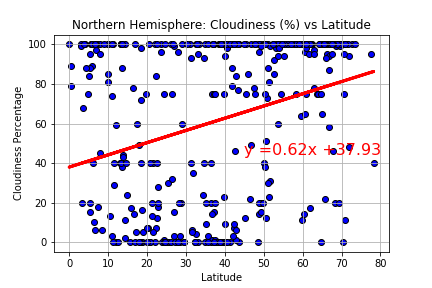 Northern Hemisphere: Cloudiness (%) vs Latitude
100
80
60
40
20
0
Cloudiness Percentage
y =0.62x +37.93
0 10 20 30 40 50 60 70 80
Latitude